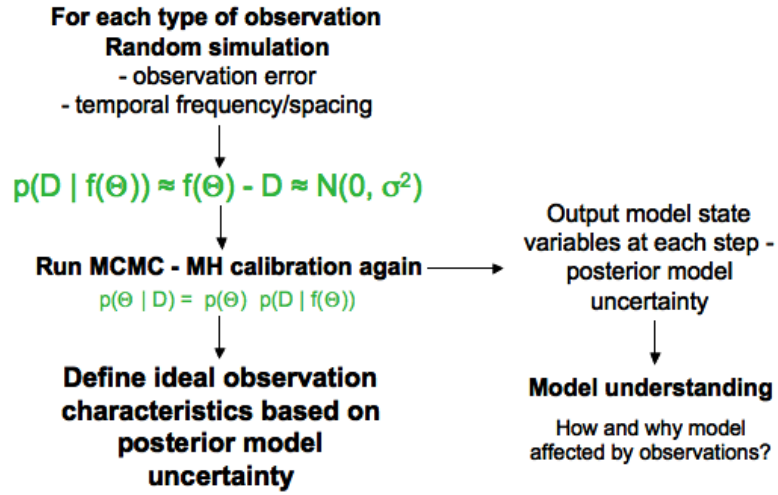 For each type of observation
Random simulation
- observation error
- temporal frequency/spacing
p(D | f(Θ)) ≈ f(Θ) - D ≈ N(0, σ²)
Run MCMC - MH calibration again
p(Θ | D) = p(Θ) p(D | f(Θ))
Define ideal observation
characteristics based on
posterior model
uncertainty
Output model state
variables at each step -
posterior model
uncertainty
Model understanding
How and why model
affected by observations?